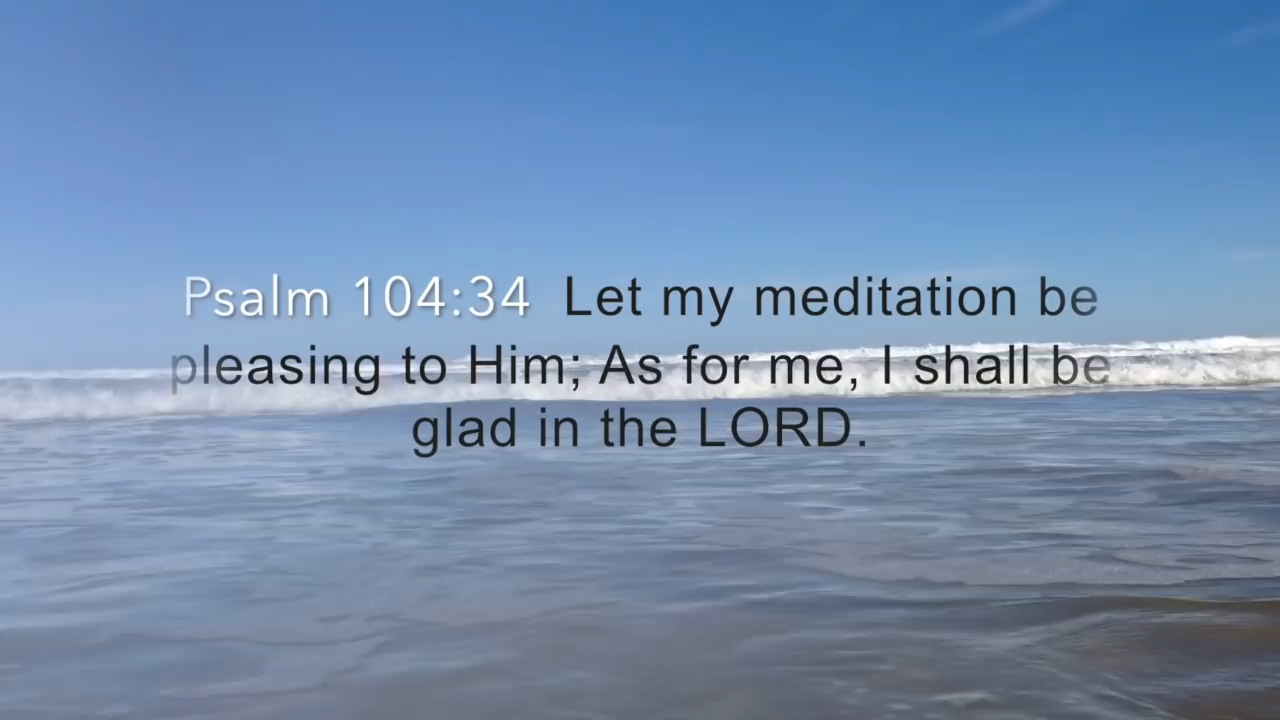 Psalm 104:34 Let my meditation be
pleasing to Him; As for me, I shall be
glad in the LORD.